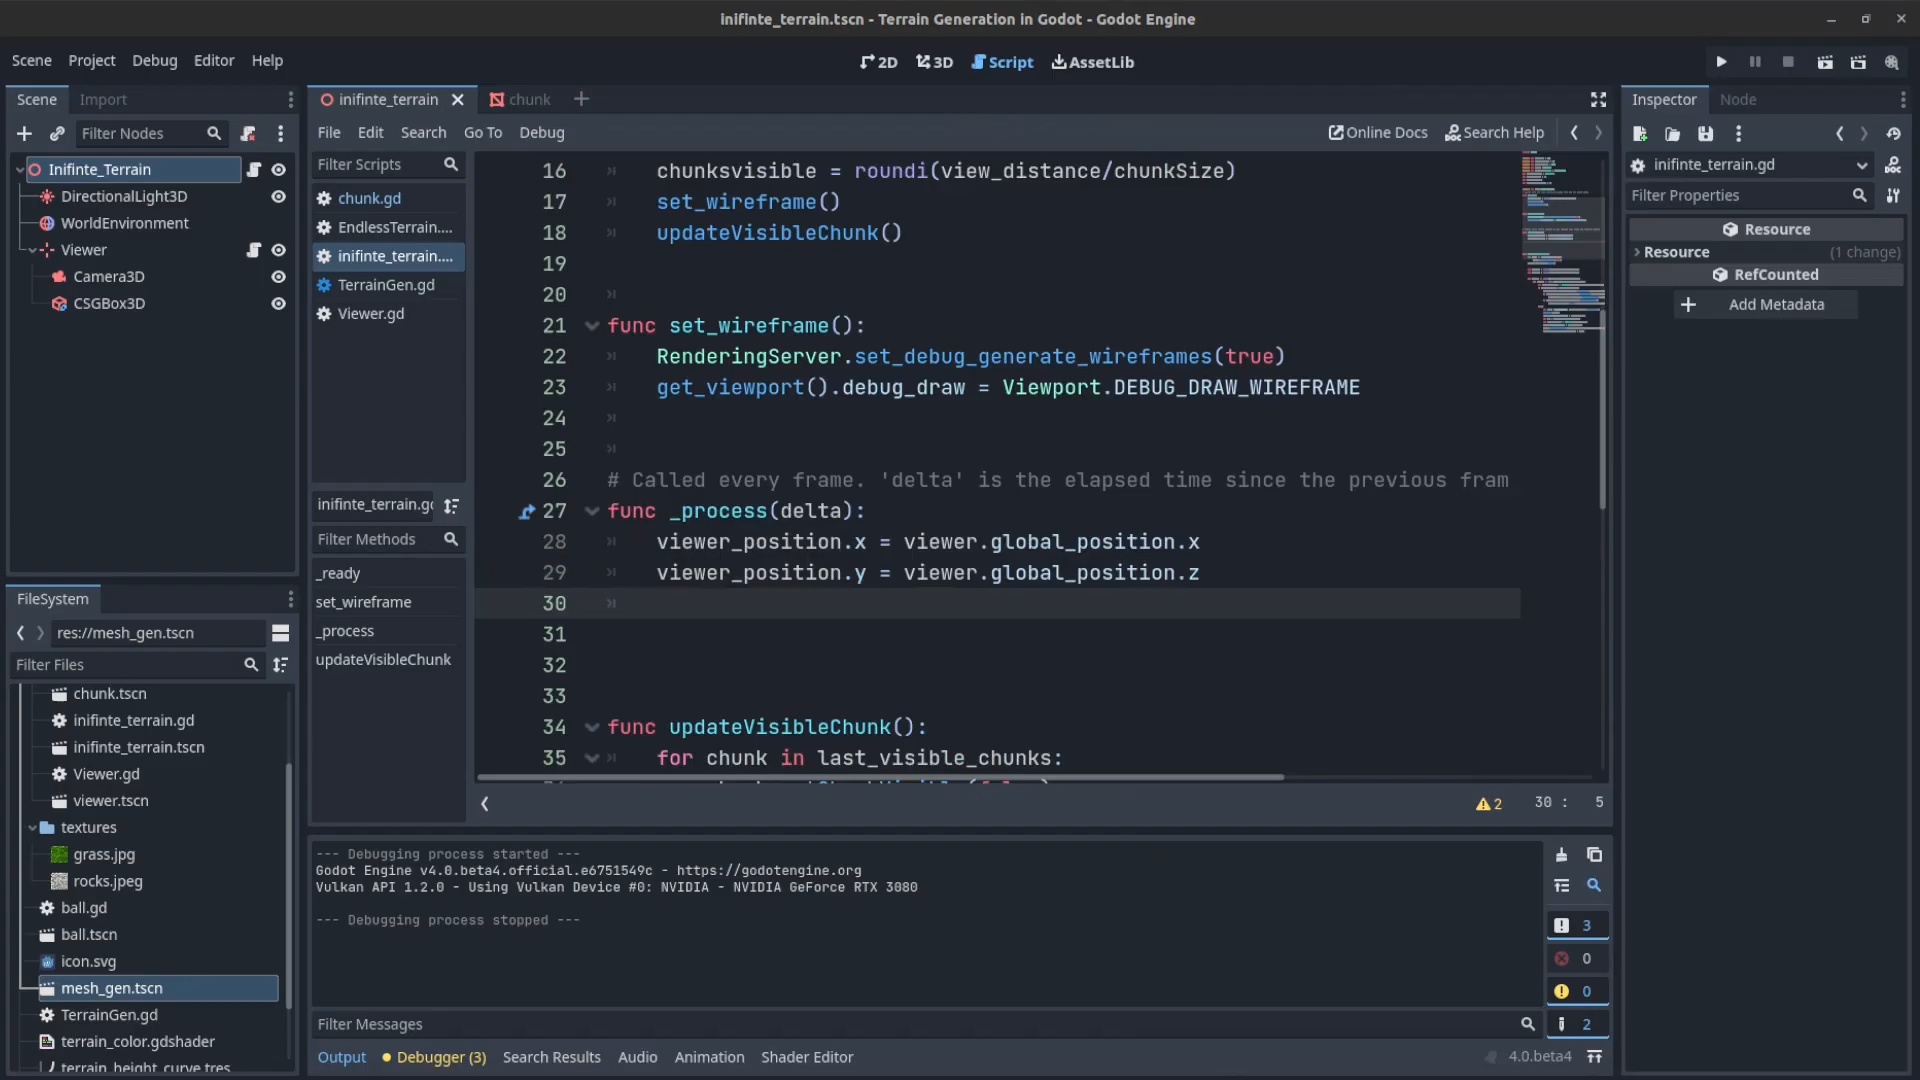 inifinte_terrain.tscn - Terrain Generation in Godot - Godot Engine
Scene Project Debug Editor Help
2D 3D Script AssetLib
Scene Import
Filter Nodes
Inifinte_Terrain
DirectionalLight3D
WorldEnvironment
Viewer
Camera3D
CSGBox3D
FileSystem
res://mesh_gen.tscn
Filter Files
chunk.tscn
inifinte_terrain.gd
inifinte_terrain.tscn
Viewer.gd
viewer.tscn
textures
grass.jpg
rocks.jpeg
ball.gd
ball.tscn
icon.svg
mesh_gen.tscn
TerrainGen.gd
terrain_color.gdshader
terrain_height_curve.tres
inifinte_terrain chunk
File Edit Search Go To Debug
Online Docs Search Help
Filter Scripts
chunk.gd
EndlessTerrain....
inifinte_terrain....
TerrainGen.gd
Viewer.gd
inifinte_terrain.gd
Filter Methods
_ready
set_wireframe
_process
updateVisibleChunk
16 chunksvisible = roundi(view_distance/chunkSize)
17 set_wireframe()
18 updateVisibleChunk()
19
20
21 func set_wireframe():
22 RenderingServer.set_debug_generate_wireframes(true)
23 get_viewport().debug_draw = Viewport.DEBUG_DRAW_WIREFRAME
24
25
26 # Called every frame. 'delta' is the elapsed time since the previous fram
27 func _process(delta):
28 viewer_position.x = viewer.global_position.x
29 viewer_position.y = viewer.global_position.z
30
31
32
33
34 func updateVisibleChunk():
35 for chunk in last_visible_chunks:
2 30 : 5
--- Debugging process started ---
Godot Engine v4.0.beta4.official.e6751549c - https://godotengine.org
Vulkan API 1.2.0 - Using Vulkan Device #0: NVIDIA - NVIDIA GeForce RTX 3080
--- Debugging process stopped ---
3
0
0
2
Filter Messages
Output Debugger (3) Search Results Audio Animation Shader Editor
4.0.beta4
Inspector Node
inifinte_terrain.gd
Filter Properties
Resource
Resource (1 change)
RefCounted
Add Metadata